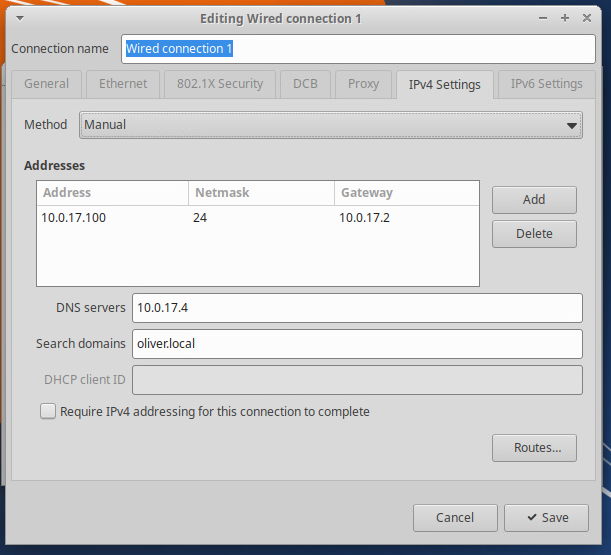 Editing Wired connection 1
Connection name Wired connection 1
General Ethernet 802.1X Security DCB Proxy IPv4 Settings IPv6 Settings
Method Manual
Addresses
Address Netmask Gateway
10.0.17.100 24 10.0.17.2
Add
Delete
DNS servers 10.0.17.4
Search domains oliver.local
DHCP client ID
Require IPv4 addressing for this connection to complete
Routes...
Cancel Save